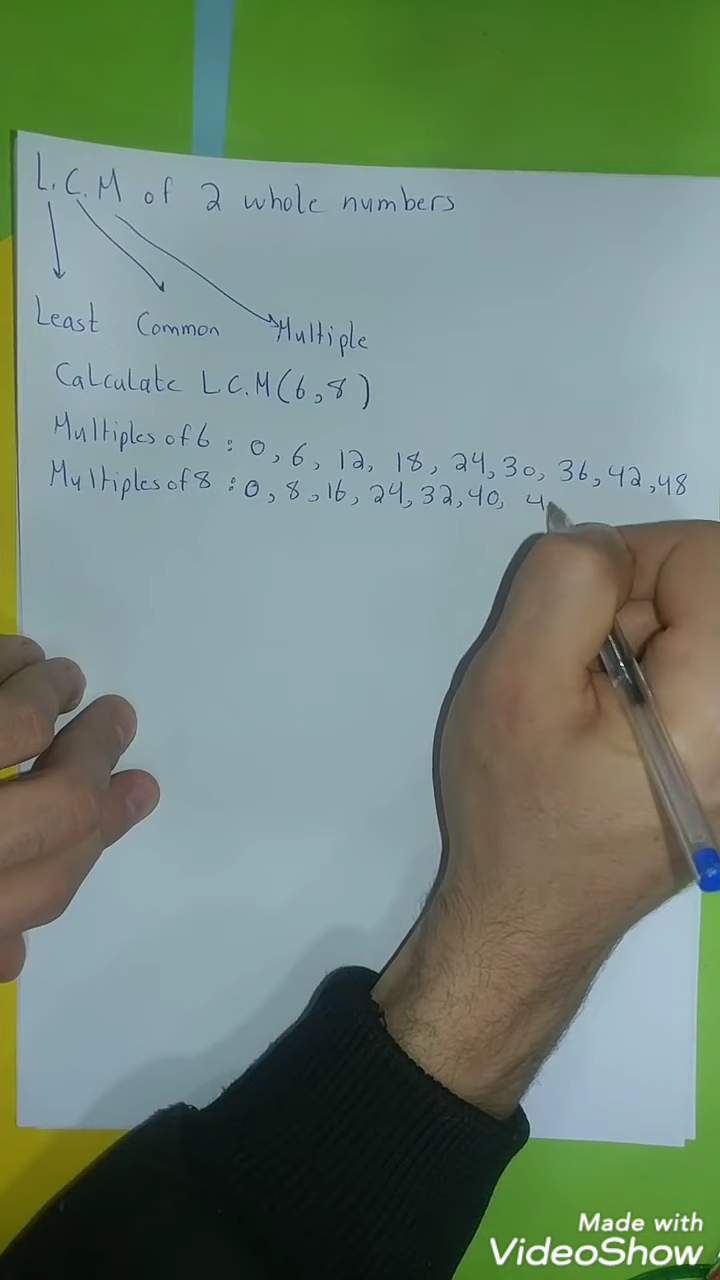 L.C.M of 2 whole numbers
Least Common Multiple
Calculate L.C.M(6,8)
Multiples of 6 : 0, 6, 12, 18, 24, 30, 36, 42, 48
Multiples of 8 : 0, 8, 16, 24, 32, 40, 4
Made with
VideoShow